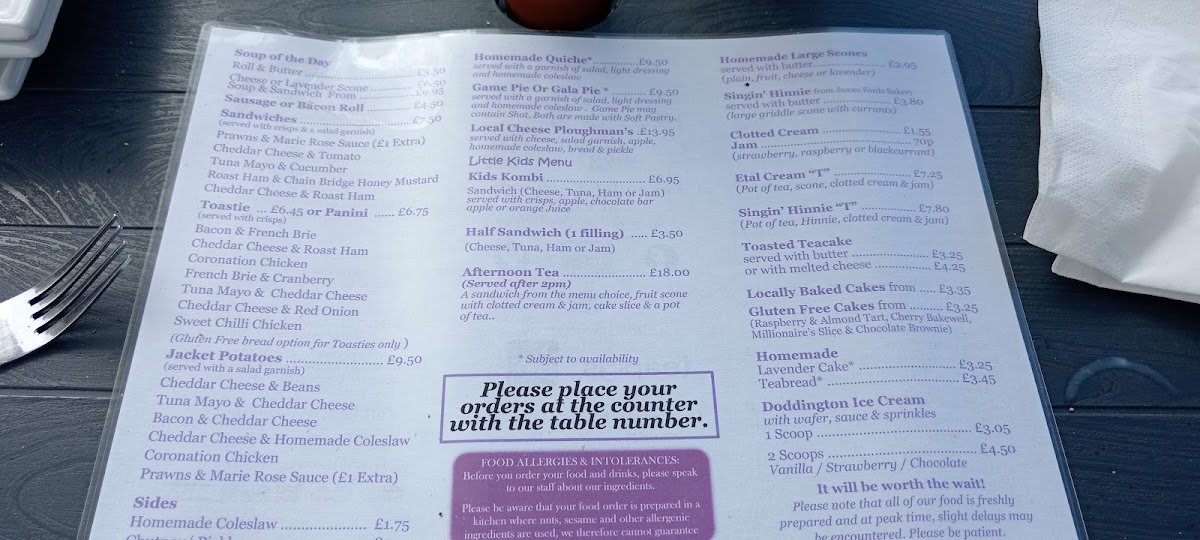 Soup of the Day
Roll & Butter ........................... £5.50
Cheese or Lavender Scone ........... £6.50
Soup & Sandwich From ............... £9.95
Sausage or Bacon Roll ............. £4.50
Sandwiches ............................ £7.50
(served with crisps & a salad garnish)
Prawns & Marie Rose Sauce (£1 Extra)
Cheddar Cheese & Tomato
Tuna Mayo & Cucumber
Roast Ham & Chain Bridge Honey Mustard
Cheddar Cheese & Roast Ham
Toastie ... £6.45 or Panini ...... £6.75
(served with crisps)
Bacon & French Brie
Cheddar Cheese & Roast Ham
Coronation Chicken
French Brie & Cranberry
Tuna Mayo & Cheddar Cheese
Cheddar Cheese & Red Onion
Sweet Chilli Chicken
(Gluten Free bread option for Toasties only )
Jacket Potatoes ........................ £9.50
(served with a salad garnish)
Cheddar Cheese & Beans
Tuna Mayo & Cheddar Cheese
Bacon & Cheddar Cheese
Cheddar Cheese & Homemade Coleslaw
Coronation Chicken
Prawns & Marie Rose Sauce (£1 Extra)
Sides
Homemade Coleslaw ..................... £1.75
Homemade Quiche* ............£9.50
served with a garnish of salad, light dressing
and homemade coleslaw
Game Pie Or Gala Pie * .......... £9.50
served with a garnish of salad, light dressing
and homemade coleslaw . Game Pie may
contain Shot. Both are made with Soft Pastry.
Local Cheese Ploughman's .£13.95
served with cheese, salad garnish, apple,
homemade coleslaw, bread & pickle
Little Kids Menu
Kids Kombi ............................ £6.95
Sandwich (Cheese, Tuna, Ham or Jam)
served with crisps, apple, chocolate bar
apple or orange Juice
Half Sandwich (1 filling) ..... £3.50
(Cheese, Tuna, Ham or Jam)
Afternoon Tea ....................... £18.00
(Served after 2pm)
A sandwich from the menu choice, fruit scone
with clotted cream & jam, cake slice & a pot
of tea..
* Subject to availability
Please place your
orders at the counter
with the table number.
FOOD ALLERGIES & INTOLERANCES:
Before you order your food and drinks, please speak
to our staff about our ingredients.
Please be aware that your food order is prepared in a
kitchen where nuts, sesame and other allergenic
ingredients are used, we therefore cannot guarantee
Homemade Large Scones
served with butter................... £2.95
(plain, fruit, cheese or lavender)
Singin' Hinnie from James Fords Bakery
served with butter .................... £3.80
(large griddle scone with currants)
Clotted Cream ....................... £1.55
Jam ........................................ 70p
(strawberry, raspberry or blackcurrant)
Etal Cream "T" ..................... £7.25
(Pot of tea, scone, clotted cream & jam)
Singin' Hinnie "T" ................ £7.80
(Pot of tea, Hinnie, clotted cream & jam)
Toasted Teacake
served with butter .................... £3.25
or with melted cheese .............. £4.25
Locally Baked Cakes from ..... £3.35
Gluten Free Cakes from .......... £3.25
(Raspberry & Almond Tart, Cherry Bakewell,
Millionaire's Slice & Chocolate Brownie)
Homemade
Lavender Cake* ........................ £3.25
Teabread* ................................. £3.45
Doddington Ice Cream
with wafer, sauce & sprinkles
1 Scoop ...................................... £3.05
2 Scoops ..................................... £4.50
Vanilla / Strawberry / Chocolate
It will be worth the wait!
Please note that all of our food is freshly
prepared and at peak time, slight delays may
be encountered. Please be patient.